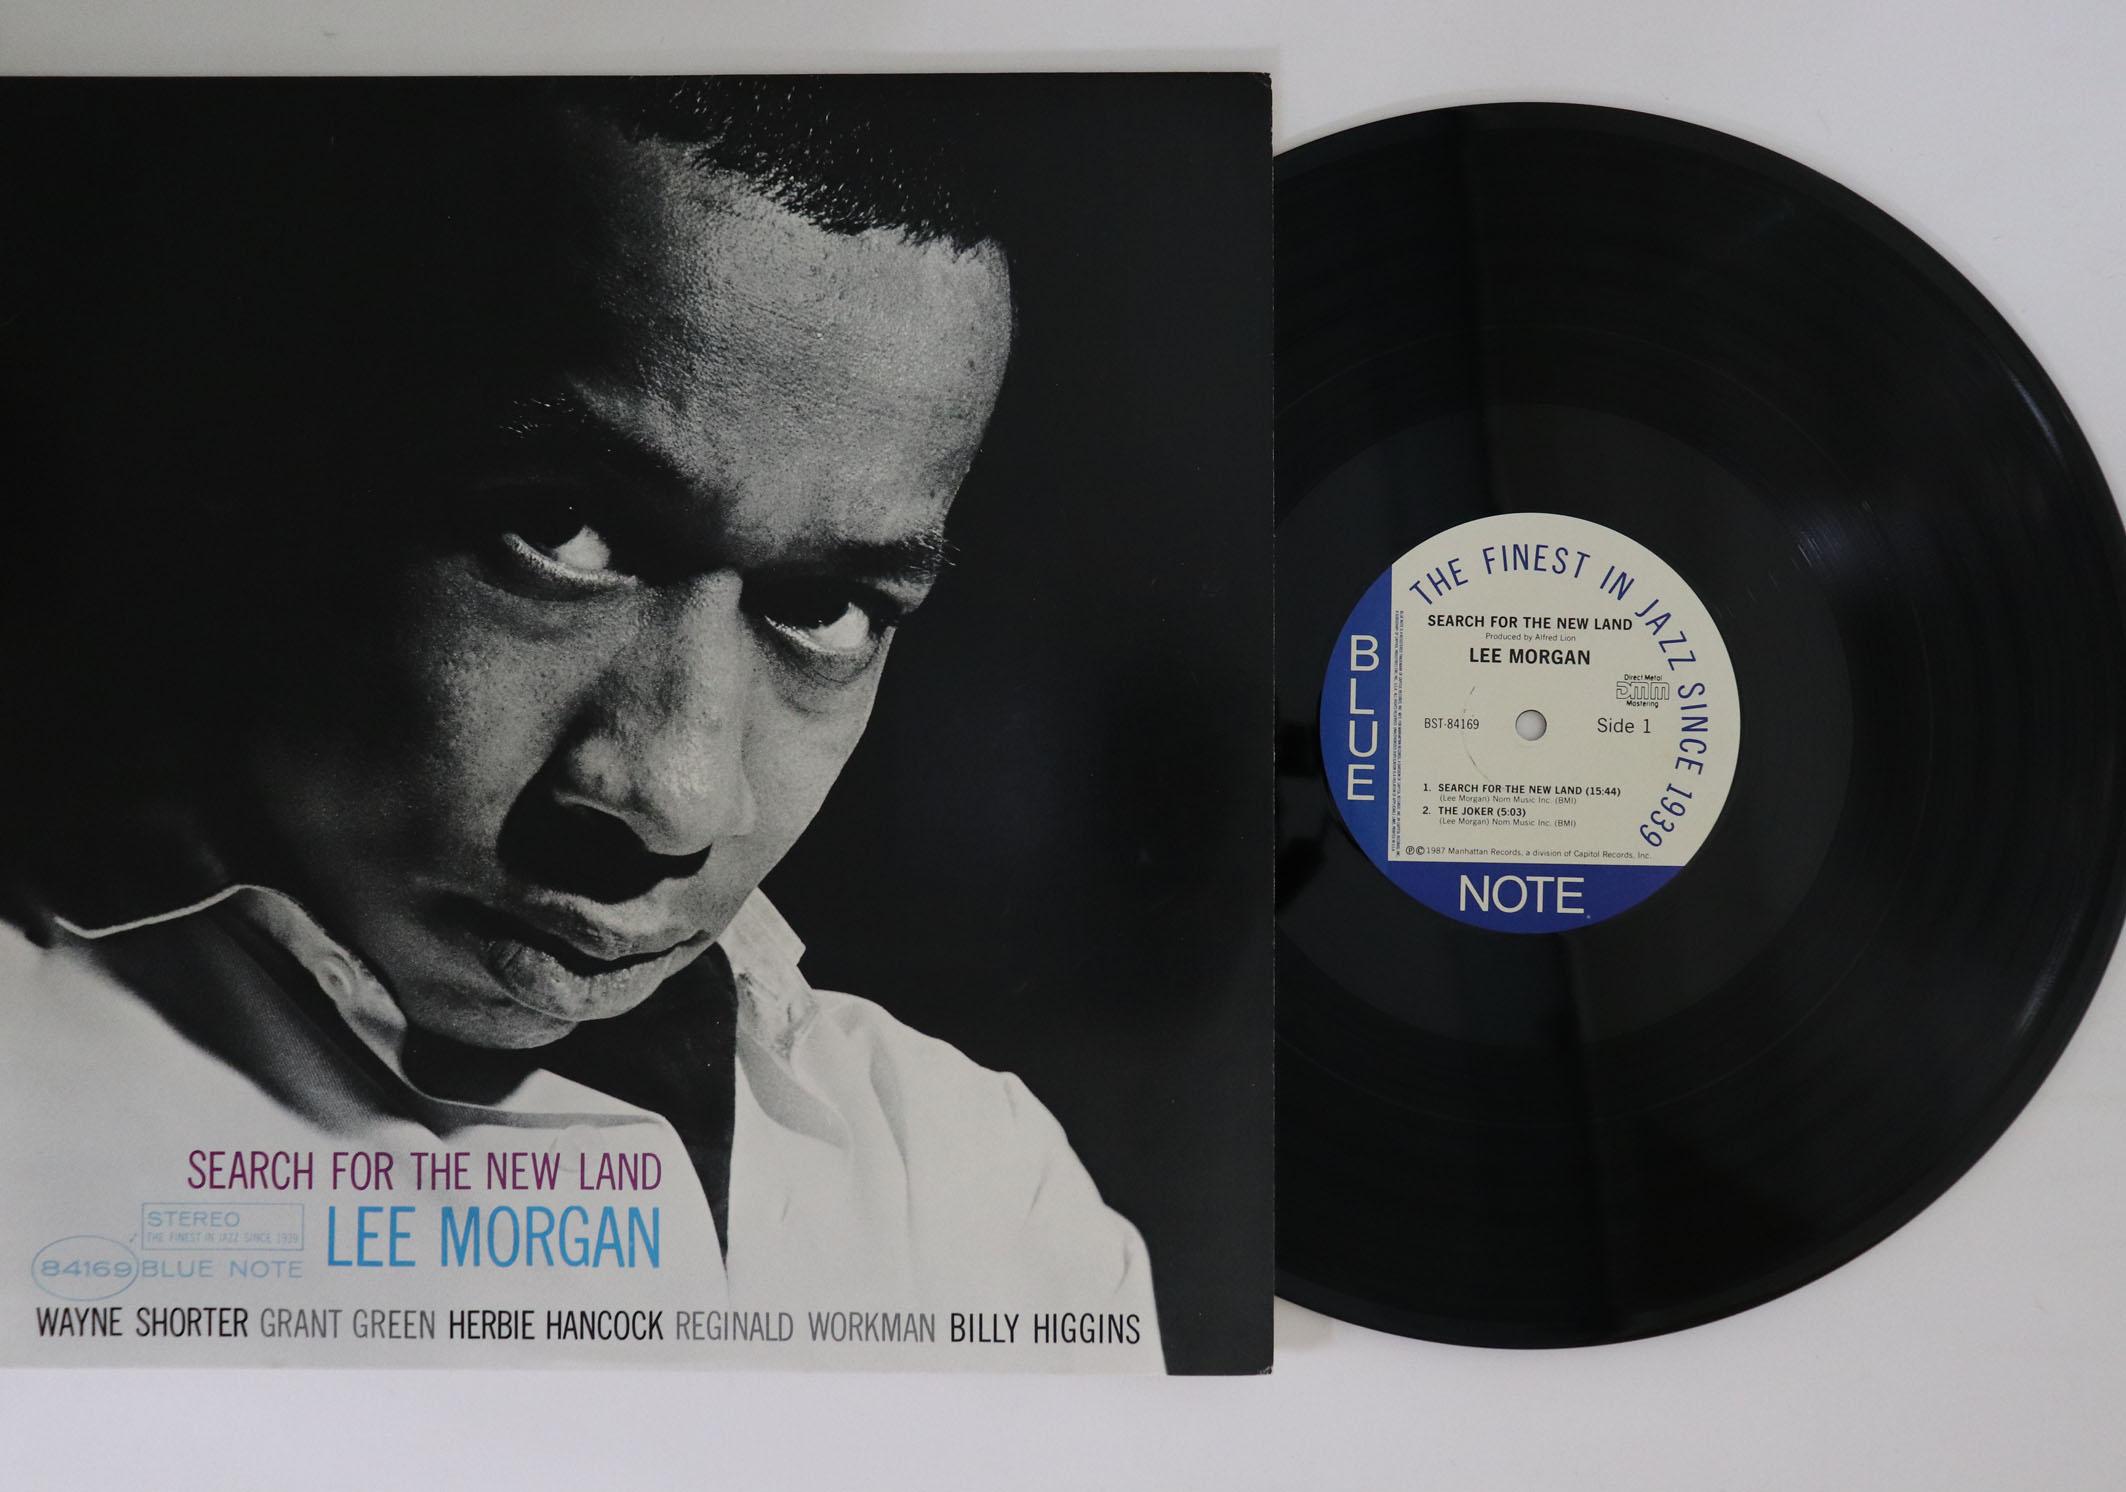 SEARCH FOR THE NEW LAND
STEREO
THE FINEST IN JAZZ SINCE 1939
LEE MORGAN
84169 BLUE NOTE
WAYNE SHORTER GRANT GREEN HERBIE HANCOCK REGINALD WORKMAN BILLY HIGGINS
THE FINEST IN JAZZ SINCE 1939
SEARCH FOR THE NEW LAND
Produced by Alfred Lion
LEE MORGAN
Direct Metal
DMM
Mastering
BST-84169
Side 1
1. SEARCH FOR THE NEW LAND (15:44)
(Lee Morgan) Nom Music Inc. (BMI)
2. THE JOKER (5:03)
(Lee Morgan) Nom Music Inc. (BMI)
℗©1987 Manhattan Records, a division of Capitol Records, Inc.
BLUE
NOTE